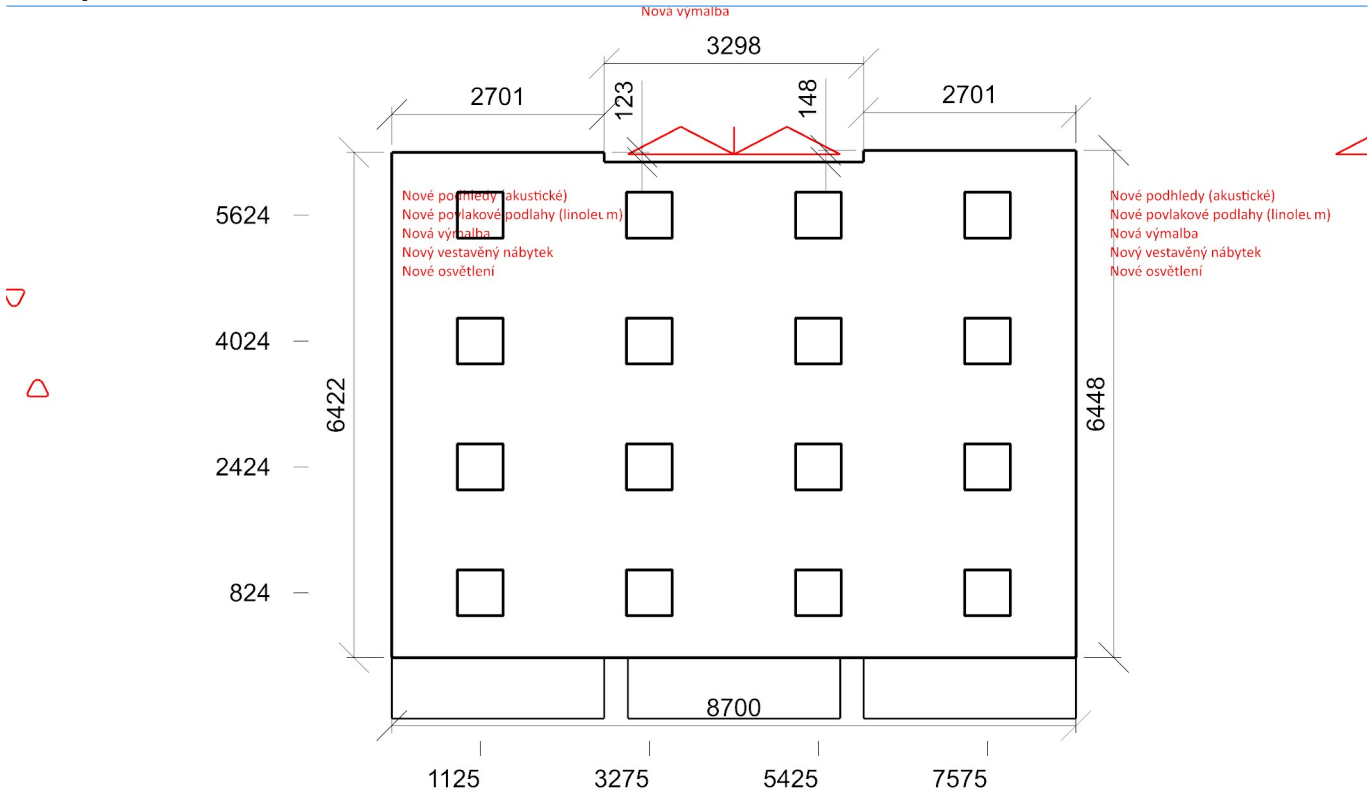 Nová výmalba
3298
2701
123
148
2701
Nové podhledy (akustické)
Nové povlakové podlahy (linoleum)
Nová výmalba
Nový vestavěný nábytek
Nové osvětlení
Nové podhledy (akustické)
Nové povlakové podlahy (linoleum)
Nová výmalba
Nový vestavěný nábytek
Nové osvětlení
5624
4024
6422
6448
2424
824
8700
1125
3275
5425
7575